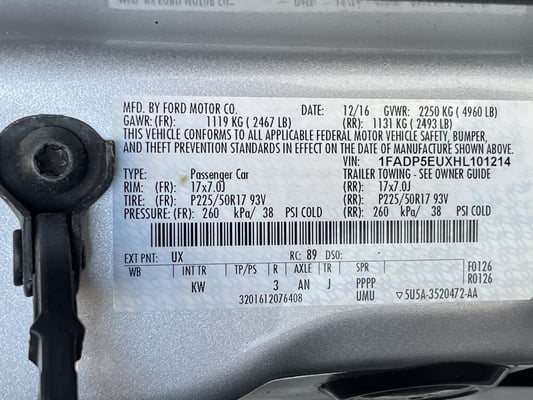 MFD. BY FORD MOTOR CO. DATE: 12/16 GVWR: 2250 KG (4960 LB)
GAWR: (FR): 1119 KG (2467 LB) (RR): 1131 KG (2493 LB)
THIS VEHICLE CONFORMS TO ALL APPLICABLE FEDERAL MOTOR VEHICLE SAFETY, BUMPER,
AND THEFT PREVENTION STANDARDS IN EFFECT ON THE DATE OF MANUFACTURE SHOWN ABOVE.
VIN: 1FADP5EUXHL101214
TYPE: Passenger Car TRAILER TOWING - SEE OWNER GUIDE
RIM: (FR) 17x7.0J (RR): 17x7.0J
TIRE: (FR) P225/50R17 93V (RR): P225/50R17 93V
PRESSURE: (FR) 260 kPa/ 38 PSI COLD (RR): 260 kPa/ 38 PSI COLD
EXT PNT: UX RC: 89 DSO:
WB INT TR TP/PS R AXLE TR SPR F0126
KW 3 AN J PPPP R0126
3201612076408 UMU ▽5U5A-3520472-AA